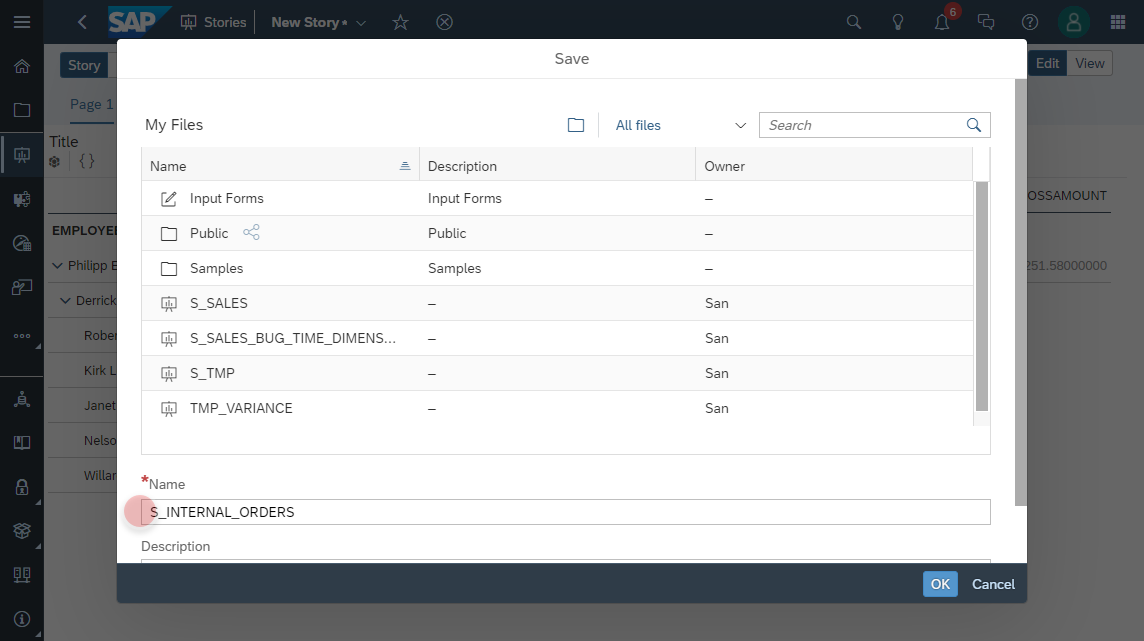 SAP Stories New Story * 6
Save
Story Edit View
Page 1
Title
{ }
My Files All files Search
Name Description Owner
Input Forms Input Forms –
Public Public –
Samples Samples –
S_SALES – San
S_SALES_BUG_TIME_DIMENS... – San
S_TMP – San
TMP_VARIANCE – San
OSSAMOUNT
EMPLOYEE
Philipp 251.58000000
Derrick
Rober
Kirk L
Janet
Nelso
Willar
*Name
S_INTERNAL_ORDERS
Description
OK Cancel